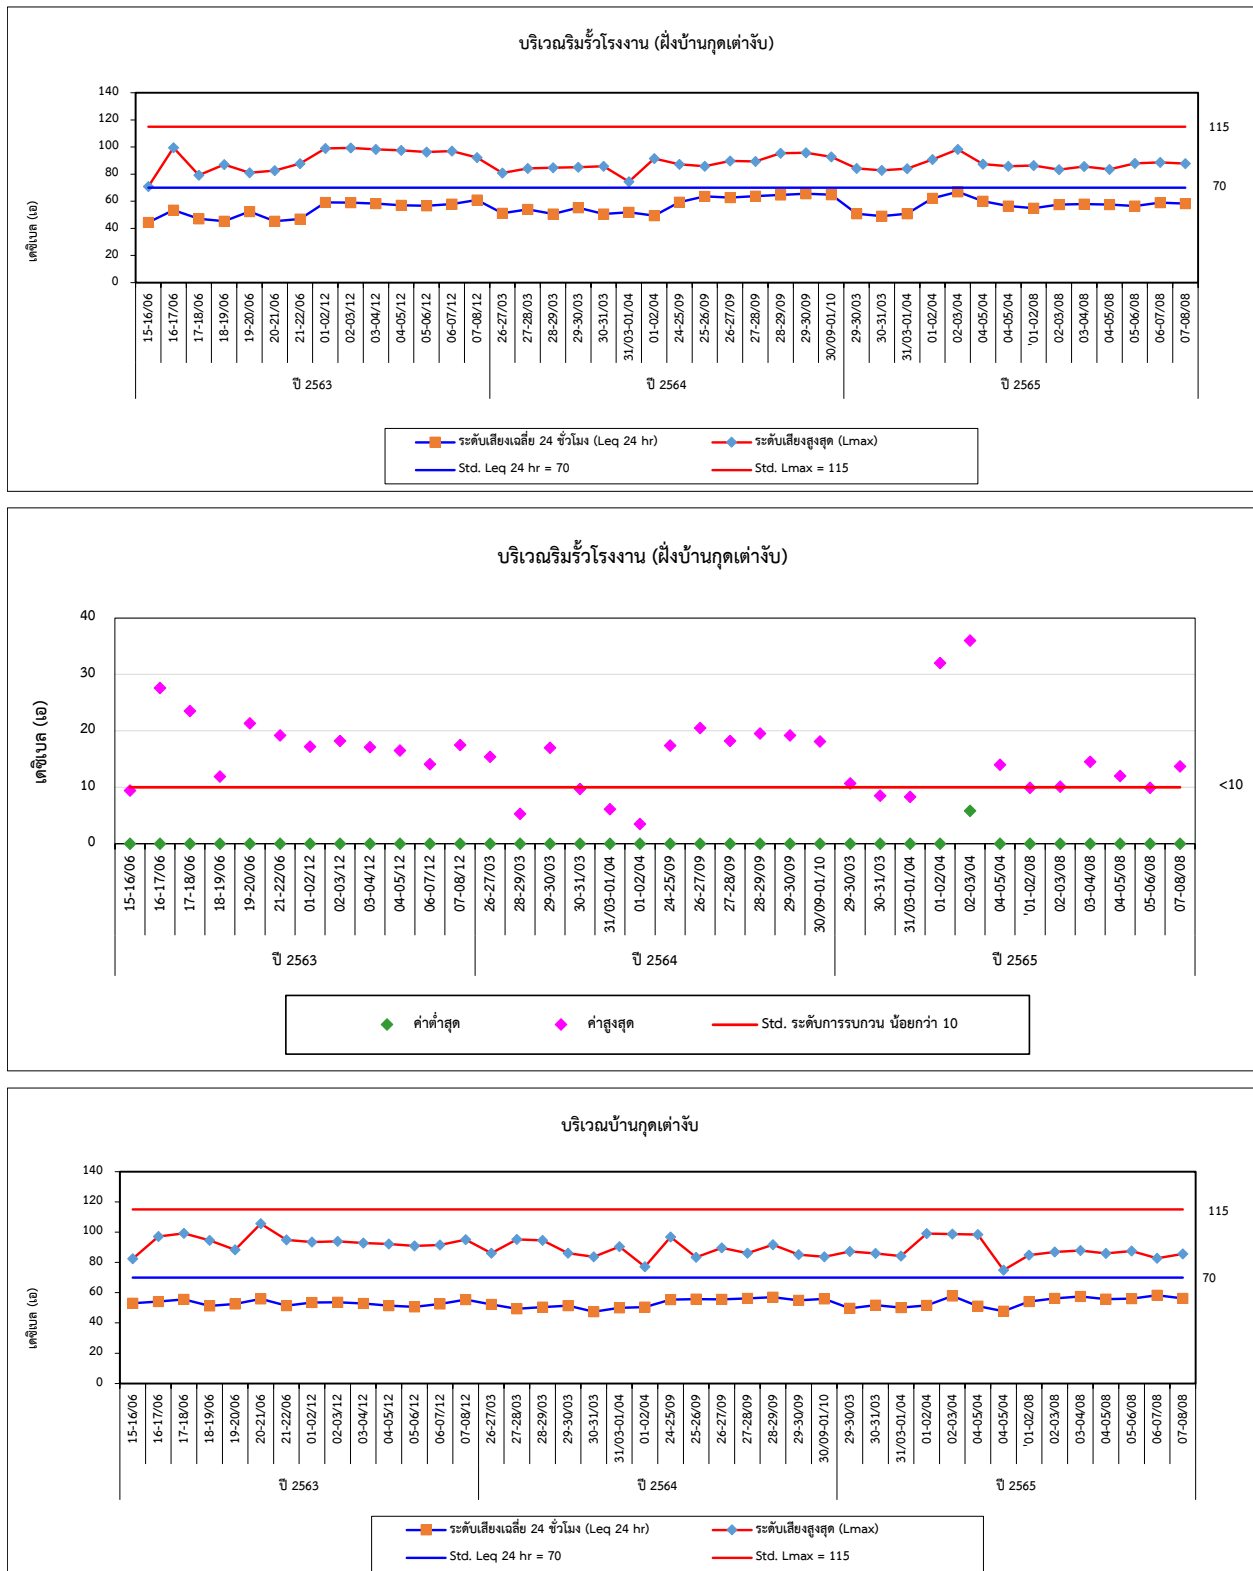 บริเวณริมรั้วโรงงาน (ฝั่งบ้านกุดเต่างับ)
เดซิเบล (เอ)
140
120
100
80
60
40
20
0
115
70
15-16/06 16-17/06 17-18/06 18-19/06 19-20/06 20-21/06 21-22/06 01-02/12 02-03/12 03-04/12 04-05/12 05-06/12 06-07/12 07-08/12 26-27/03 27-28/03 28-29/03 29-30/03 30-31/03 31/03-01/04 01-02/04 24-25/09 25-26/09 26-27/09 27-28/09 28-29/09 29-30/09 30/09-01/10 29-30/03 30-31/03 31/03-01/04 01-02/04 02-03/04 04-05/04 04-05/04 '01-02/08 02-03/08 03-04/08 04-05/08 05-06/08 06-07/08 07-08/08
ปี 2563 ปี 2564 ปี 2565
ระดับเสียงเฉลี่ย 24 ชั่วโมง (Leq 24 hr) ระดับเสียงสูงสุด (Lmax)
Std. Leq 24 hr = 70 Std. Lmax = 115
บริเวณริมรั้วโรงงาน (ฝั่งบ้านกุดเต่างับ)
เดซิเบล (เอ)
40
30
20
10
0
<10
15-16/06 16-17/06 17-18/06 18-19/06 19-20/06 21-22/06 01-02/12 02-03/12 03-04/12 04-05/12 06-07/12 07-08/12 26-27/03 28-29/03 29-30/03 30-31/03 31/03-01/04 01-02/04 24-25/09 26-27/09 27-28/09 28-29/09 29-30/09 30/09-01/10 29-30/03 30-31/03 31/03-01/04 01-02/04 02-03/04 04-05/04 '01-02/08 02-03/08 03-04/08 04-05/08 05-06/08 07-08/08
ปี 2563 ปี 2564 ปี 2565
ค่าต่ำสุด ค่าสูงสุด Std. ระดับการรบกวน น้อยกว่า 10
บริเวณบ้านกุดเต่างับ
เดซิเบล (เอ)
140
120
100
80
60
40
20
0
115
70
15-16/06 16-17/06 17-18/06 18-19/06 19-20/06 20-21/06 21-22/06 01-02/12 02-03/12 03-04/12 04-05/12 05-06/12 06-07/12 07-08/12 26-27/03 27-28/03 28-29/03 29-30/03 30-31/03 31/03-01/04 01-02/04 24-25/09 25-26/09 26-27/09 27-28/09 28-29/09 29-30/09 30/09-01/10 29-30/03 30-31/03 31/03-01/04 01-02/04 02-03/04 04-05/04 04-05/04 '01-02/08 02-03/08 03-04/08 04-05/08 05-06/08 06-07/08 07-08/08
ปี 2563 ปี 2564 ปี 2565
ระดับเสียงเฉลี่ย 24 ชั่วโมง (Leq 24 hr) ระดับเสียงสูงสุด (Lmax)
Std. Leq 24 hr = 70 Std. Lmax = 115